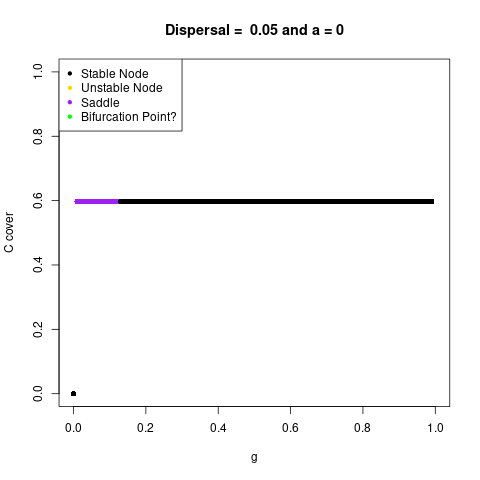 Dispersal =  0.05 and a = 0
Stable Node
Unstable Node
Saddle
Bifurcation Point?
C cover
1.0
0.8
0.6
0.4
0.2
0.0
0.0 0.2 0.4 0.6 0.8 1.0
g